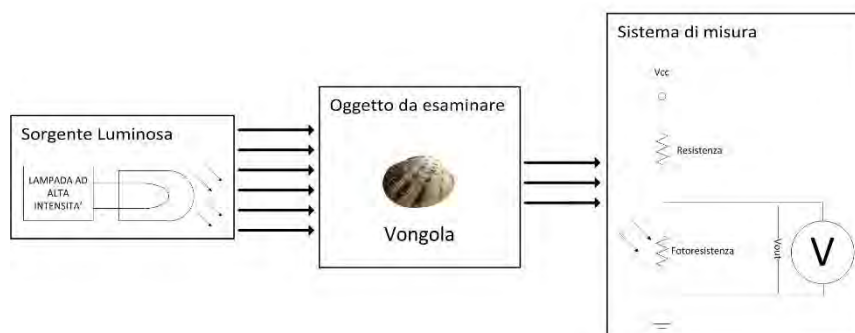 Sorgente Luminosa
LAMPADA AD
ALTA
INTENSITA'
Oggetto da esaminare
Vongola
Sistema di misura
Vcc
Resistenza
Fotoresistenza
Vout
V